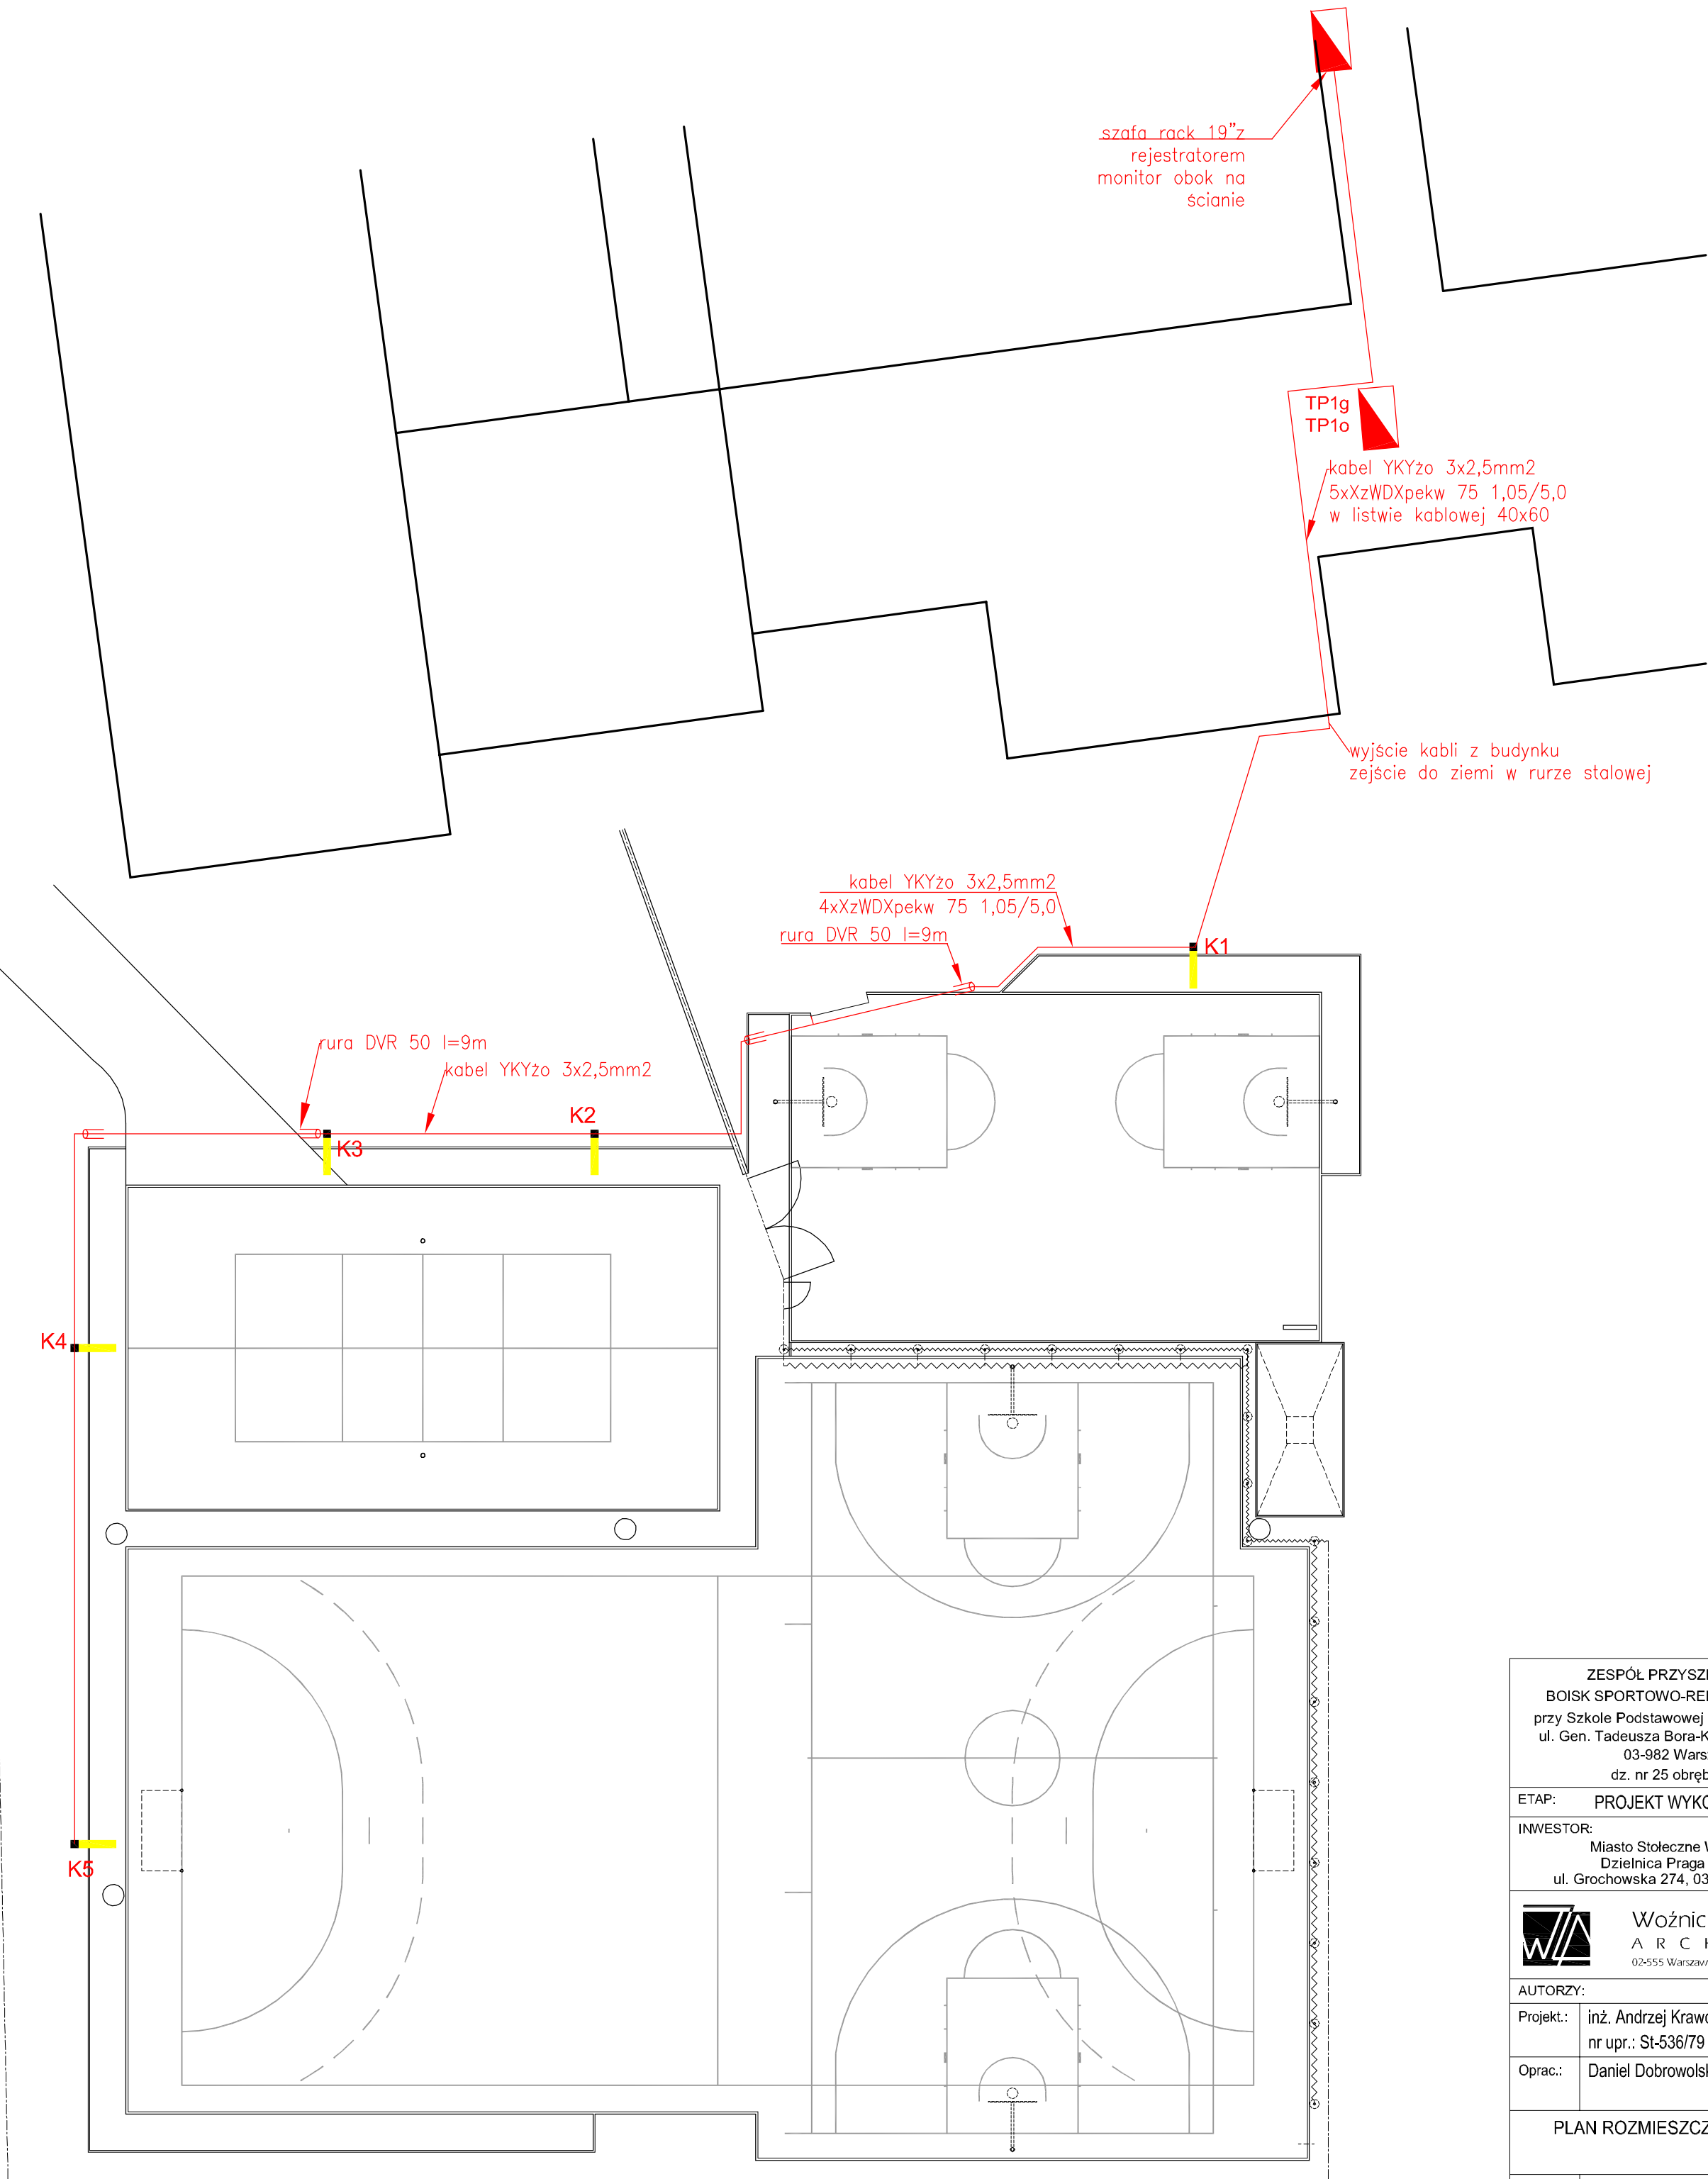 szafa rack 19"z
rejestratorem
monitor obok na
ścianie
TP1g
TP1o
kabel YKYżo 3x2,5mm2
5xXzWDXpekw 75 1,05/5,0
w listwie kablowej 40x60
wyjście kabli z budynku
zejście do ziemi w rurze stalowej
kabel YKYżo 3x2,5mm2
4xXzWDXpekw 75 1,05/5,0
rura DVR 50 l=9m
K1
rura DVR 50 l=9m
kabel YKYżo 3x2,5mm2
K2
K3
K4
K5
ZESPÓŁ PRZYSZ
BOISK SPORTOWO-RE
przy Szkole Podstawowej
ul. Gen. Tadeusza Bora-K
03-982 Wars
dz. nr 25 obręb
ETAP: PROJEKT WYKO
INWESTOR:
Miasto Stołeczne W
Dzielnica Praga
ul. Grochowska 274, 03
WA
Woźnic
A R C H
02-555 Warszaw
AUTORZY:
Projekt.: inż. Andrzej Kraw
nr upr.: St-536/79
Oprac.: Daniel Dobrowols
PLAN ROZMIESZCZ